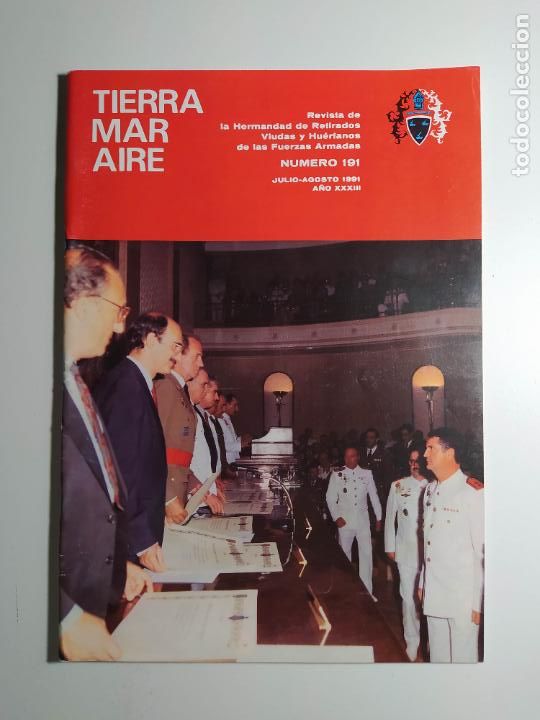 TIERRA
MAR
AIRE
Revista de
la Hermandad de Retirados
Viudas y Huérfanos
de las Fuerzas Armadas
NUMERO 191
JULIO-AGOSTO 1991
AÑO XXXIII
todocoleccion